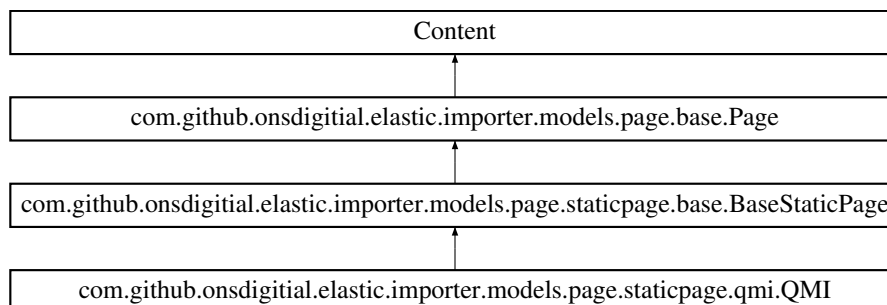 Content
com.github.onsdigitial.elastic.importer.models.page.base.Page
com.github.onsdigitial.elastic.importer.models.page.staticpage.base.BaseStaticPage
com.github.onsdigitial.elastic.importer.models.page.staticpage.qmi.QMI